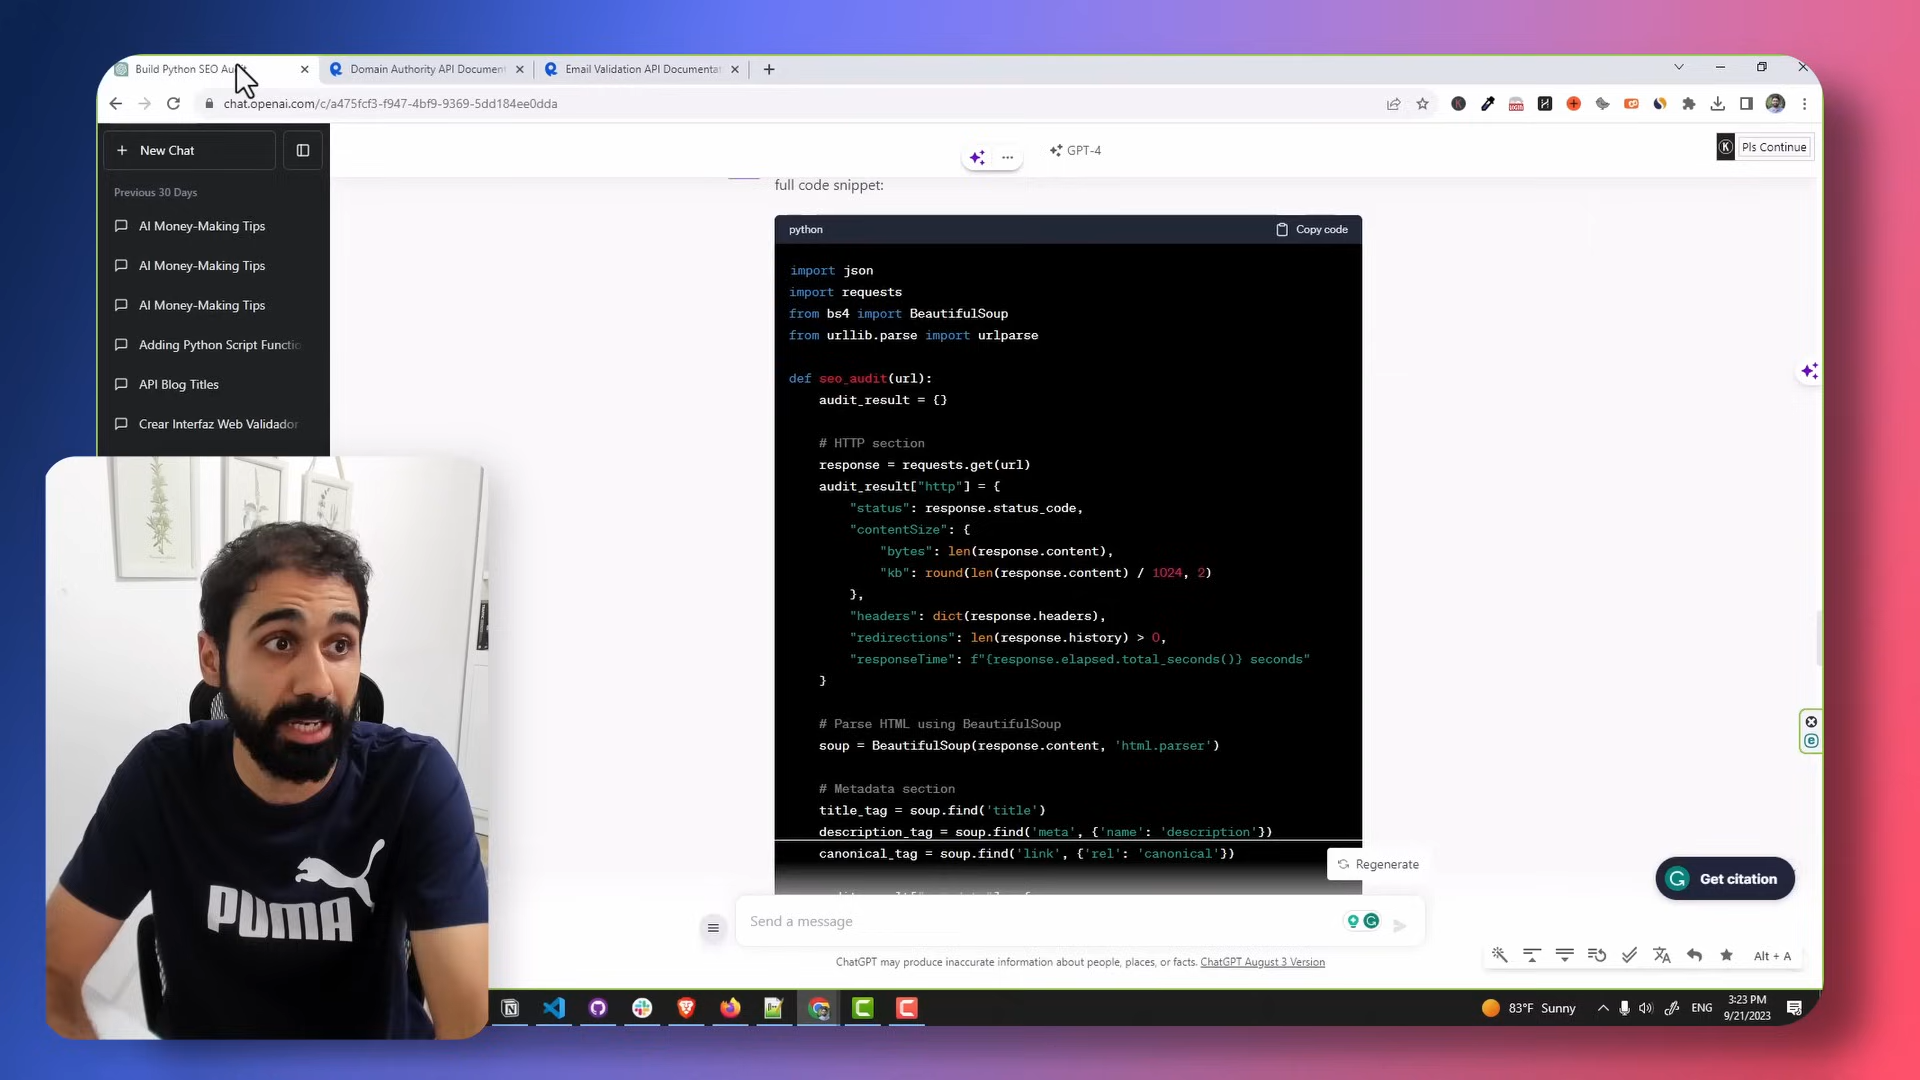 Build Python SEO Au
Domain Authority API Documen
Email Validation API Documenta
chat.openai.com/c/a475fcf3-f947-4bf9-9369-5dd184ee0dda
New Chat
GPT-4
Pls Continue
Previous 30 Days
AI Money-Making Tips
AI Money-Making Tips
AI Money-Making Tips
Adding Python Script Functio
API Blog Titles
Crear Interfaz Web Validador
full code snippet:
python
Copy code
import json
import requests
from bs4 import BeautifulSoup
from urllib.parse import urlparse
def seo_audit(url):
audit_result = {}
# HTTP section
response = requests.get(url)
audit_result["http"] = {
"status": response.status_code,
"contentSize": {
"bytes": len(response.content),
"kb": round(len(response.content) / 1024, 2)
},
"headers": dict(response.headers),
"redirections": len(response.history) > 0,
"responseTime": f"{response.elapsed.total_seconds()} seconds"
}
# Parse HTML using BeautifulSoup
soup = BeautifulSoup(response.content, 'html.parser')
# Metadata section
title_tag = soup.find('title')
description_tag = soup.find('meta', {'name': 'description'})
canonical_tag = soup.find('link', {'rel': 'canonical'})
Regenerate
Get citation
Send a message
ChatGPT may produce inaccurate information about people, places, or facts. ChatGPT August 3 Version
Alt + A
PUMA
83°F Sunny
ENG
3:23 PM
9/21/2023